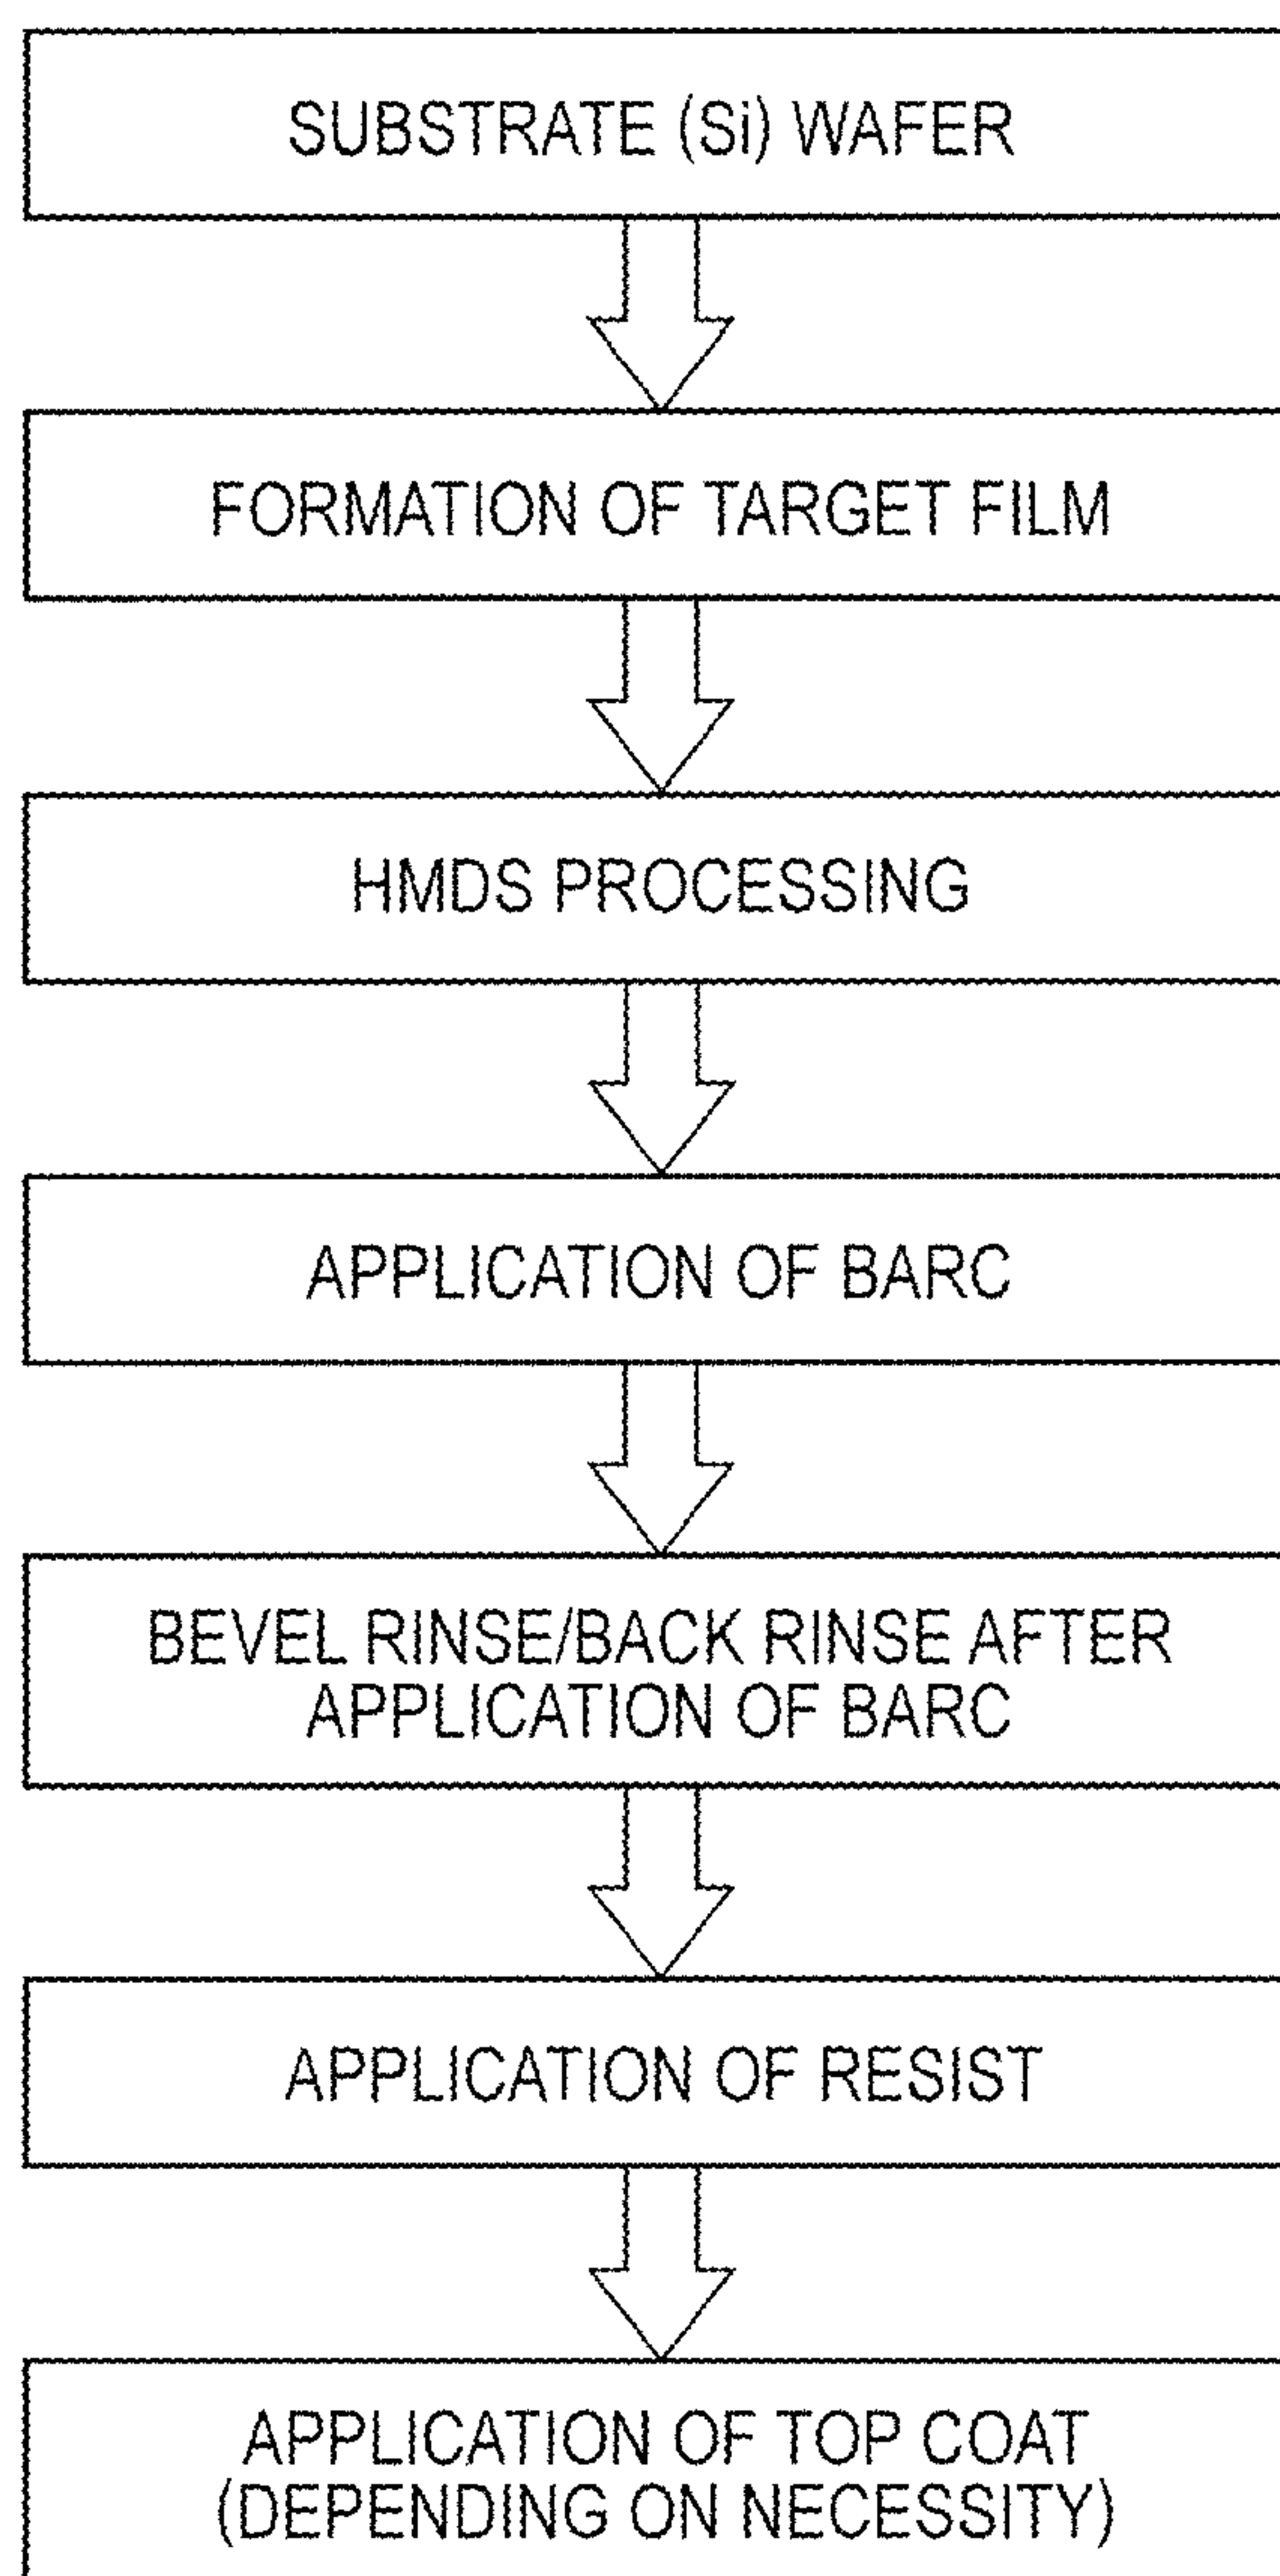 SUBSTRATE (Si) WAFER
FORMATION OF TARGET FILM
HMDS PROCESSING
APPLICATION OF BARC
BEVEL RINSE/BACK RINSE AFTER
APPLICATION OF BARC
APPLICATION OF RESIST
APPLICATION OF TOP COAT
(DEPENDING ON NECESSITY)